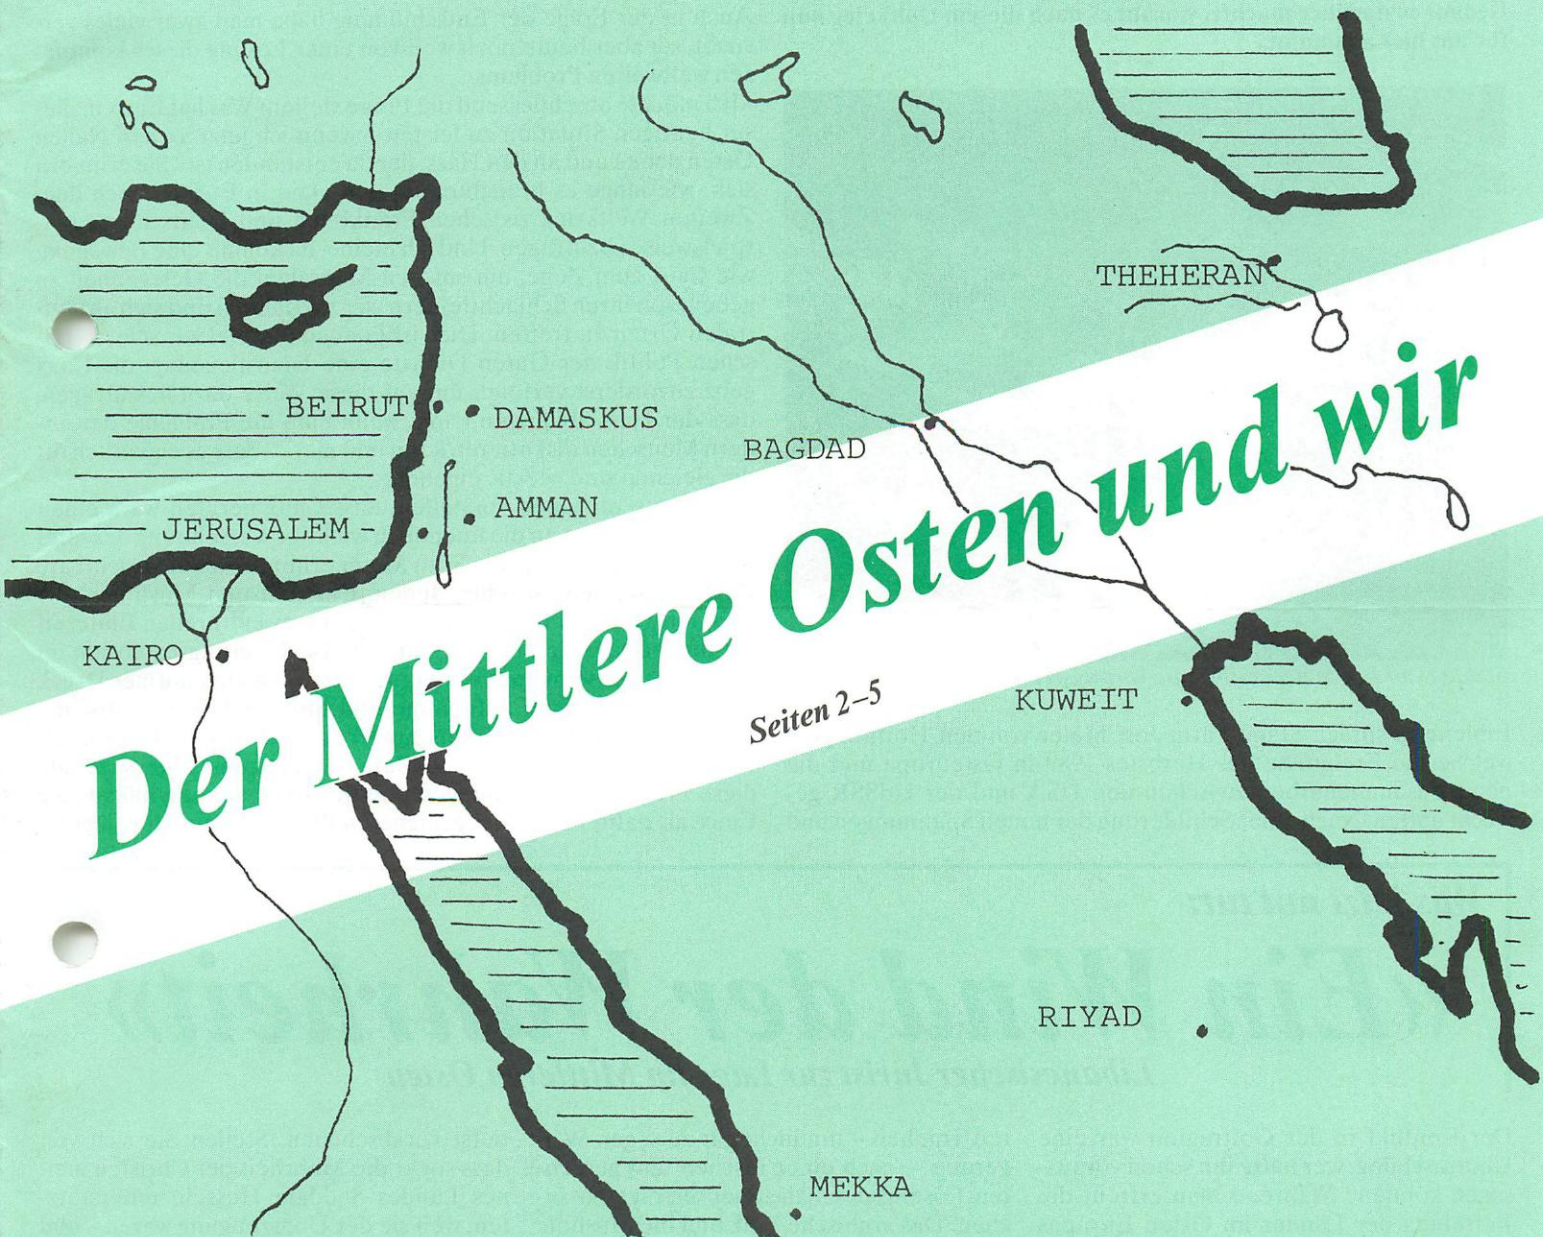 THEHERAN
BEIRUT
DAMASKUS
BAGDAD
AMMAN
JERUSALEM
KAIRO
Der Mittlere Osten und wir
Seiten 2–5
KUWEIT
RIYAD
MEKKA